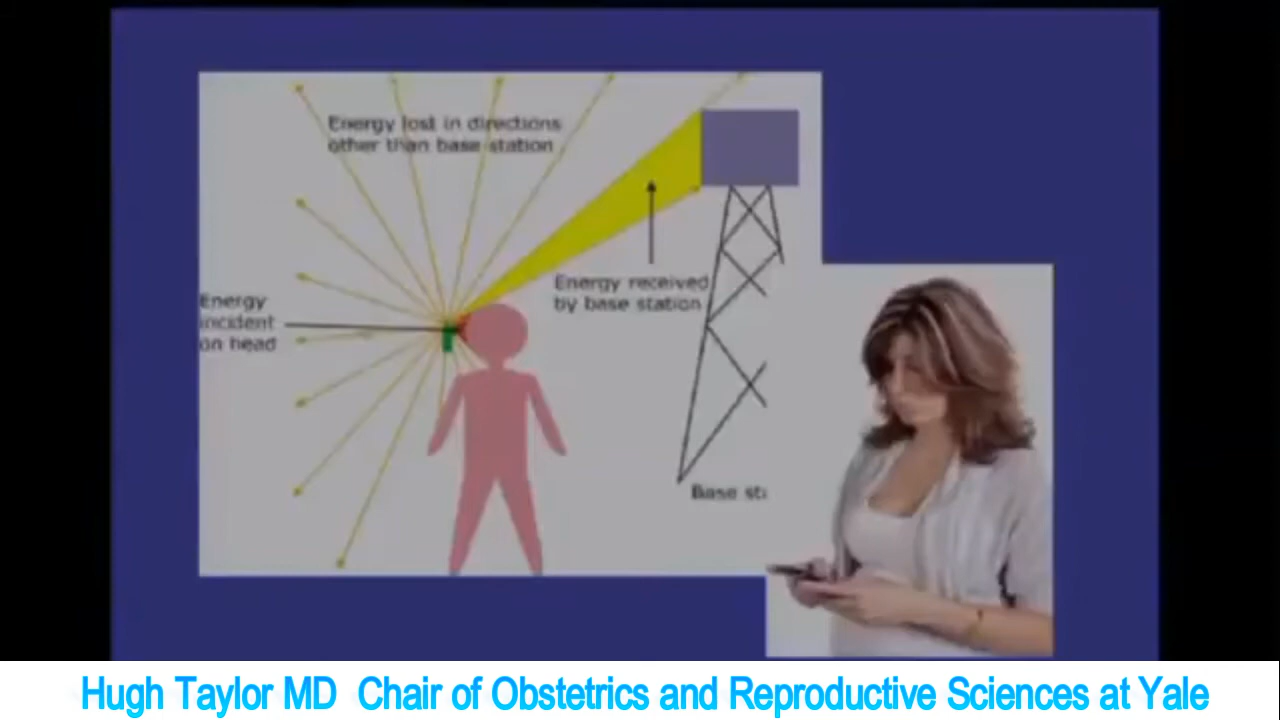 Energy lost in directions
other than base station
Energy received
by base station
Energy
incident
on head
Base sta
Hugh Taylor MD  Chair of Obstetrics and Reproductive Sciences at Yale